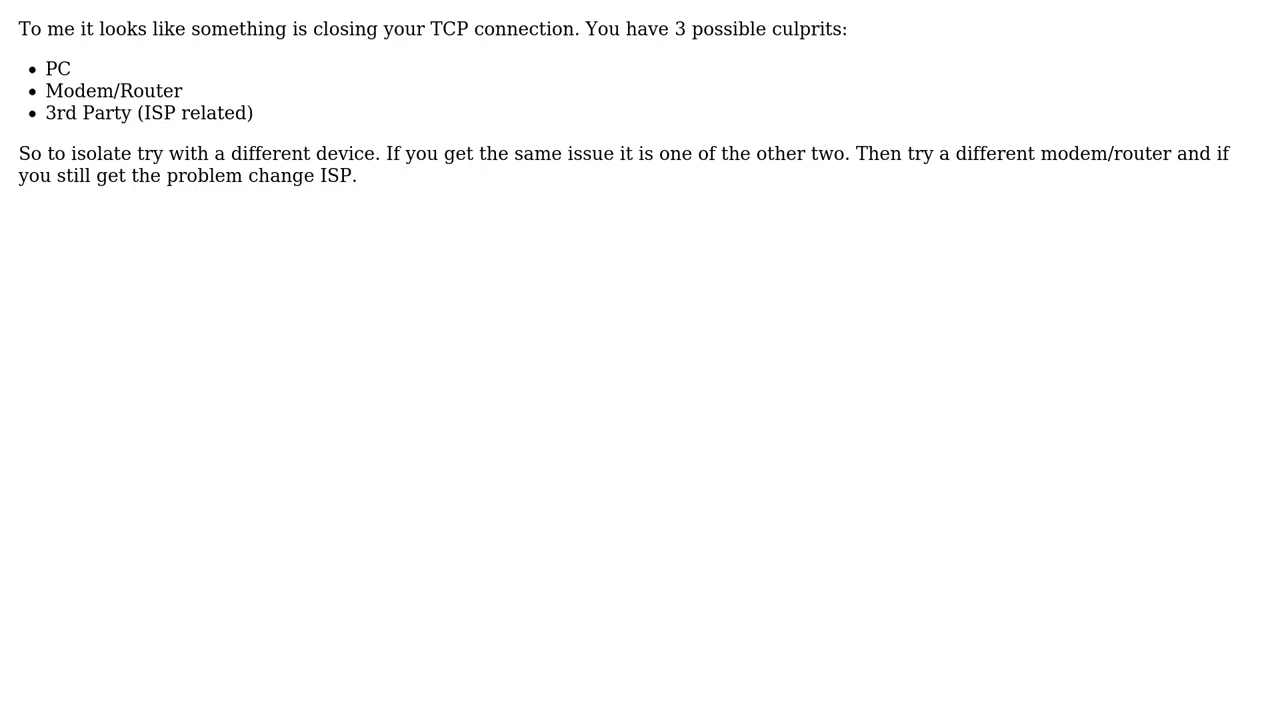 To me it looks like something is closing your TCP connection. You have 3 possible culprits:
• PC
• Modem/Router
• 3rd Party (ISP related)
So to isolate try with a different device. If you get the same issue it is one of the other two. Then try a different modem/router and if
you still get the problem change ISP.